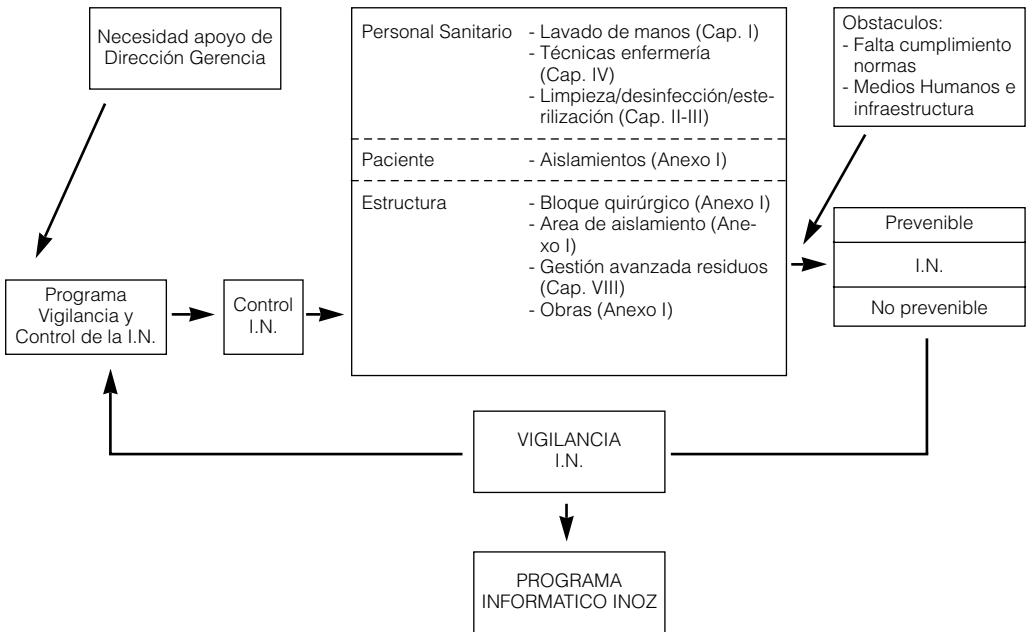 Necesidad apoyo de
Dirección Gerencia
Personal Sanitario - Lavado de manos (Cap. I)
- Técnicas enfermería
(Cap. IV)
- Limpieza/desinfección/este-
rilización (Cap. II-III)
Paciente - Aislamientos (Anexo I)
Estructura - Bloque quirúrgico (Anexo I)
- Area de aislamiento (Ane-
xo I)
- Gestión avanzada residuos
(Cap. VIII)
- Obras (Anexo I)
Obstaculos:
- Falta cumplimiento
normas
- Medios Humanos e
infraestructura
Programa
Vigilancia y
Control de la I.N.
Control
I.N.
Prevenible
I.N.
No prevenible
VIGILANCIA
I.N.
PROGRAMA
INFORMATICO INOZ